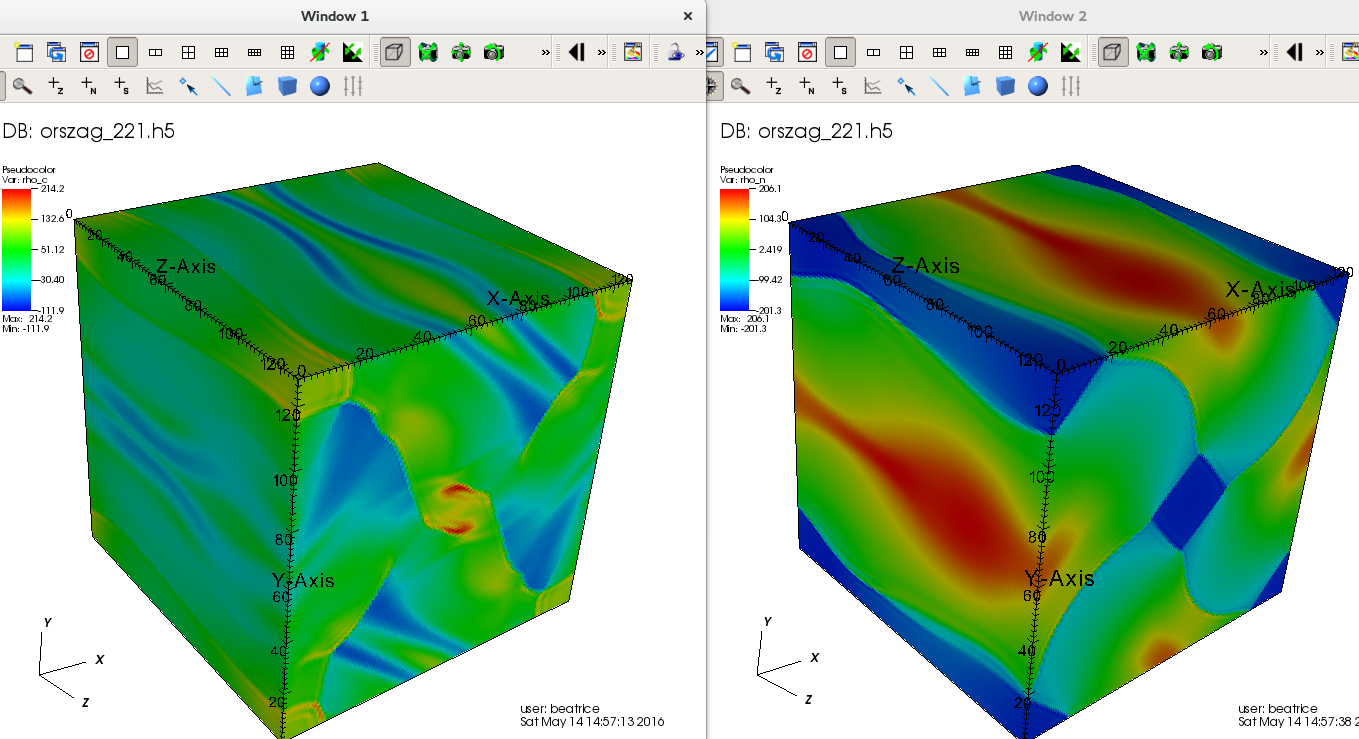 Window 1
Window 2
DB: orszag_221.h5
Pseudocolor
Var: rho_c
214.2
132.6
51.12
-30.40
-111.9
Max: 214.2
Min: -111.9
0
20
40
60
80
100
120
Z-Axis
0
20
40
60
80
100
120
X-Axis
120
100
80
60
40
20
Y-Axis
Y
X
Z
user: beatrice
Sat May 14 14:57:13 2016
DB: orszag_221.h5
Pseudocolor
Var: rho_n
206.1
104.3
2.419
-99.42
-201.3
Max: 206.1
Min: -201.3
0
20
40
60
80
100
120
Z-Axis
0
20
40
60
80
100
120
X-Axis
120
100
80
60
40
20
Y-Axis
Y
X
Z
user: beatrice
Sat May 14 14:57:38 2